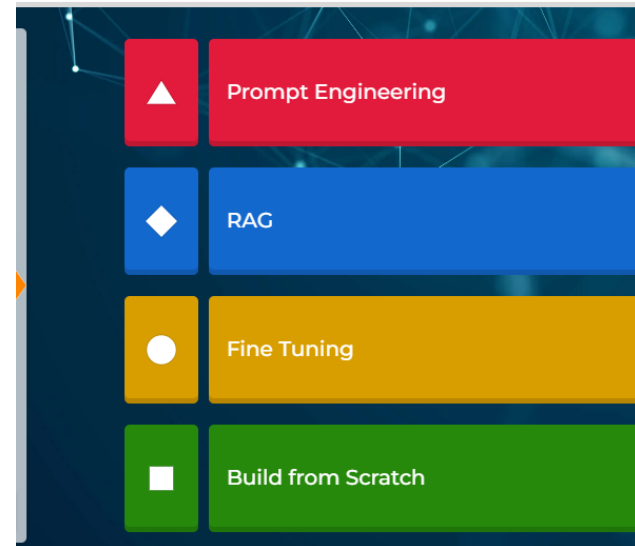 Prompt Engineering
RAG
Fine Tuning
Build from Scratch